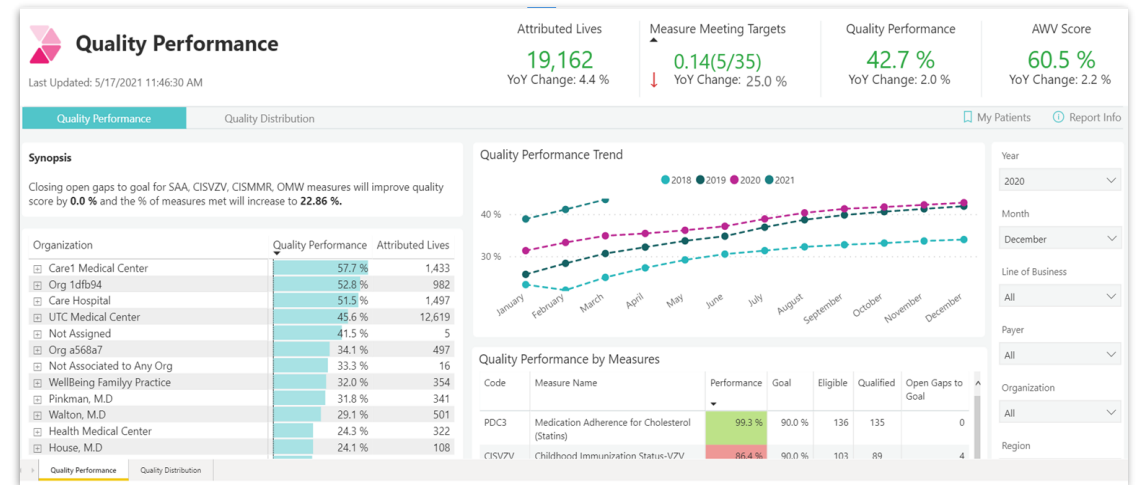 Quality Performance
Last Updated: 5/17/2021 11:46:30 AM
Attributed Lives
19,162
YoY Change: 4.4 %
Measure Meeting Targets
0.14(5/35)
YoY Change: 25.0 %
Quality Performance
42.7 %
YoY Change: 2.0 %
AWV Score
60.5 %
YoY Change: 2.2 %
Quality Performance
Quality Distribution
My Patients
Report Info
Synopsis
Closing open gaps to goal for SAA, CISVZV, CISMMR, OMW measures will improve quality
score by 0.0 % and the % of measures met will increase to 22.86 %.
Organization Quality Performance Attributed Lives
Care1 Medical Center 57.7 % 1,433
Org 1dfb94 52.8 % 982
Care Hospital 51.5 % 1,497
UTC Medical Center 45.6 % 12,619
Not Assigned 41.5 % 5
Org a568a7 34.1 % 497
Not Associated to Any Org 33.3 % 16
WellBeing Familyy Practice 32.0 % 354
Pinkman, M.D 31.8 % 341
Walton, M.D 29.1 % 501
Health Medical Center 24.3 % 322
House, M.D 24.1 % 108
Quality Performance Trend
2018 2019 2020 2021
40 %
30 %
January February March April May June July August September October November December
Quality Performance by Measures
Code Measure Name Performance Goal Eligible Qualified Open Gaps to
Goal
PDC3 Medication Adherence for Cholesterol 99.3 % 90.0 % 136 135 0
(Statins)
CISVZV Childhood Immunization Status-VZV 86.4 % 90.0 % 103 89 4
Year
2020
Month
December
Line of Business
All
Payer
All
Organization
All
Region
Quality Performance
Quality Distribution